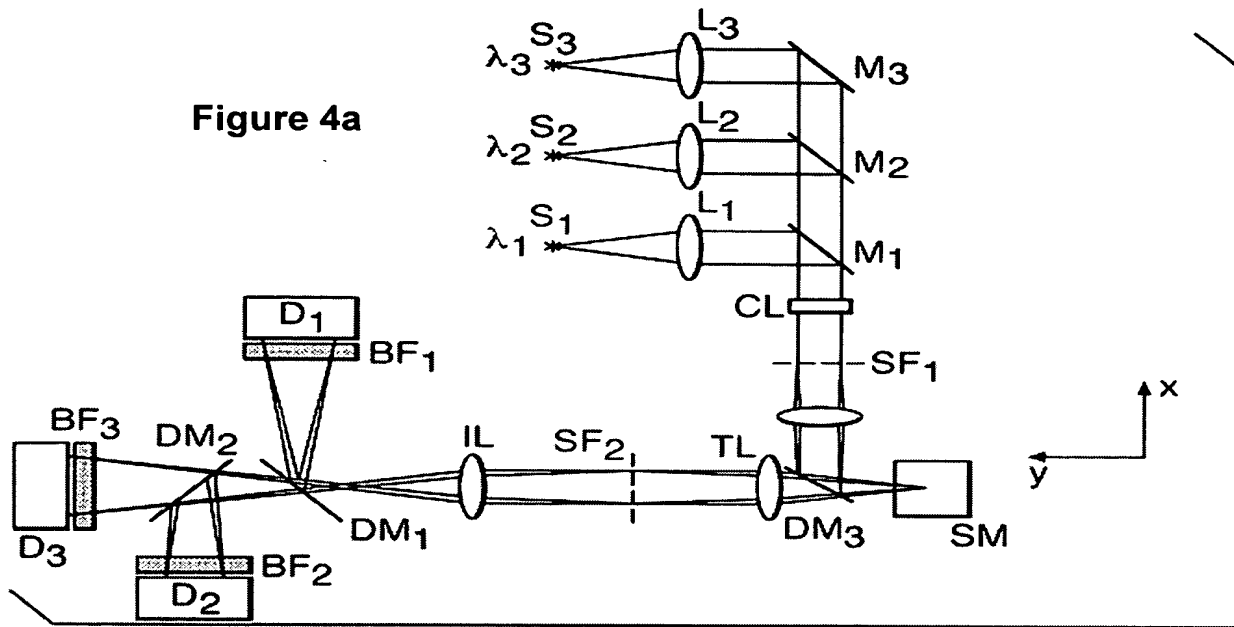 Figure 4a
λ3 S3 L3 M3
λ2 S2 L2 M2
λ1 S1 L1 M1
CL
SF1
D1
BF1
x
y
BF3 DM2 IL SF2 TL
D3 DM1 DM3 SM
BF2
D2